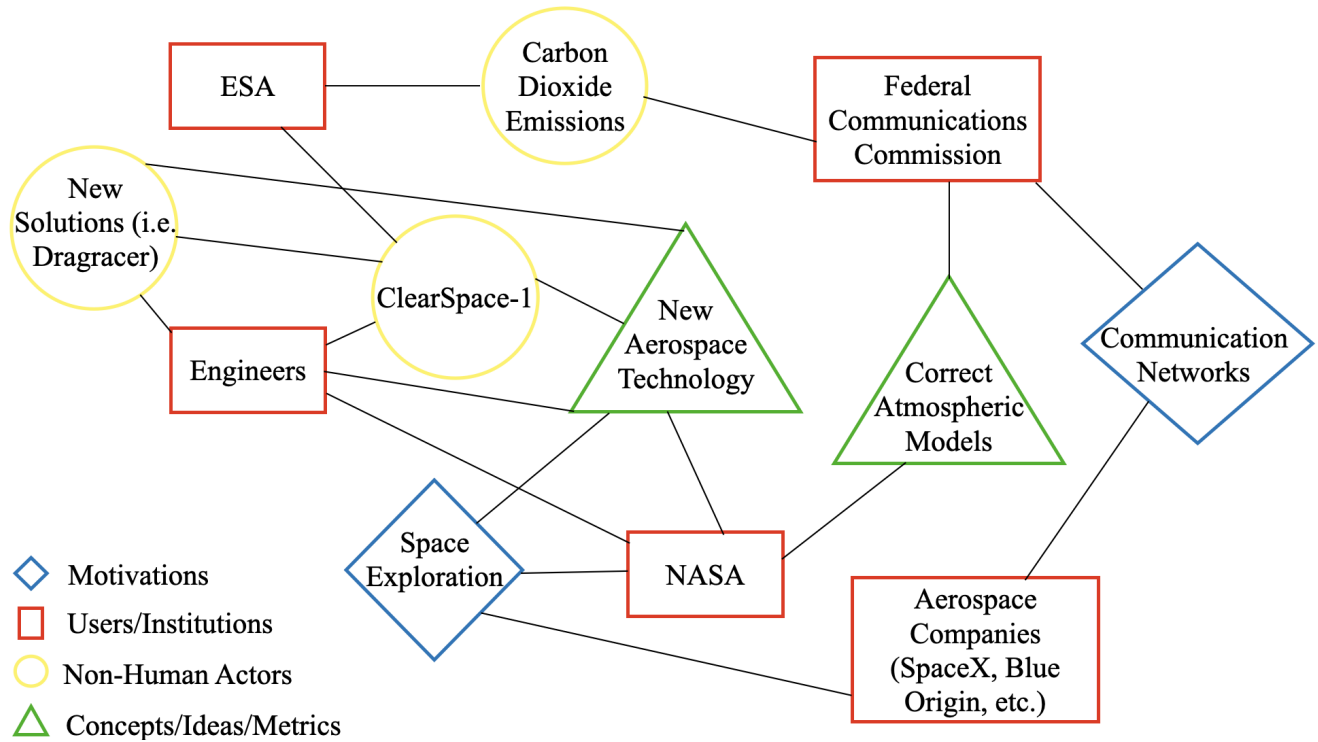 ESA
Carbon
Dioxide
Emissions
Federal
Communications
Commission
New
Solutions (i.e.
Dragracer)
ClearSpace-1
New
Aerospace
Technology
Communication
Networks
Engineers
Correct
Atmospheric
Models
Space
Exploration
NASA
Aerospace
Companies
(SpaceX, Blue
Origin, etc.)
Motivations
Users/Institutions
Non-Human Actors
Concepts/Ideas/Metrics